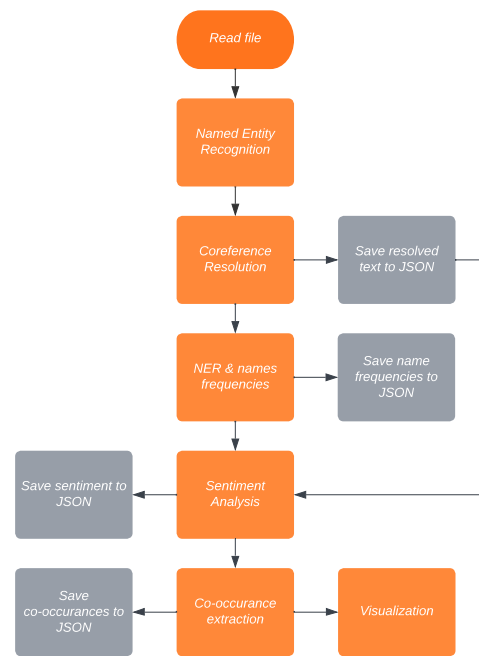 Read file
Named Entity
Recognition
Coreference
Resolution
Save resolved
text to JSON
NER & names
frequencies
Save name
frequencies to
JSON
Save sentiment to
JSON
Sentiment
Analysis
Save
co-occurances to
JSON
Co-occurance
extraction
Visualization